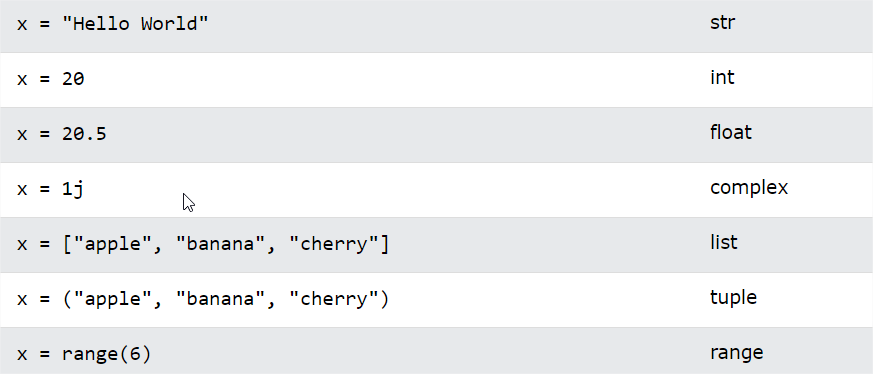 x = "Hello World" str
x = 20 int
x = 20.5 float
x = 1j complex
x = ["apple", "banana", "cherry"] list
x = ("apple", "banana", "cherry") tuple
x = range(6) range